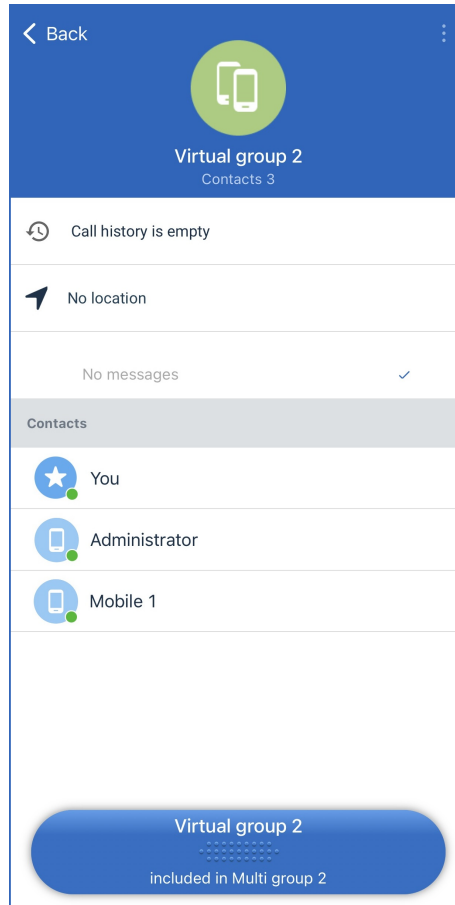 Back
Virtual group 2
Contacts 3
Call history is empty
No location
No messages
Contacts
You
Administrator
Mobile 1
Virtual group 2
included in Multi group 2